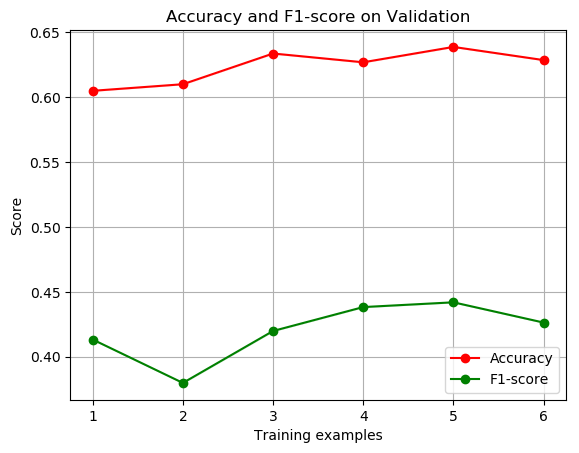 Accuracy and F1-score on Validation
0.65
0.60
0.55
0.50
0.45
0.40
Score
Accuracy
F1-score
1 2 3 4 5 6
Training examples